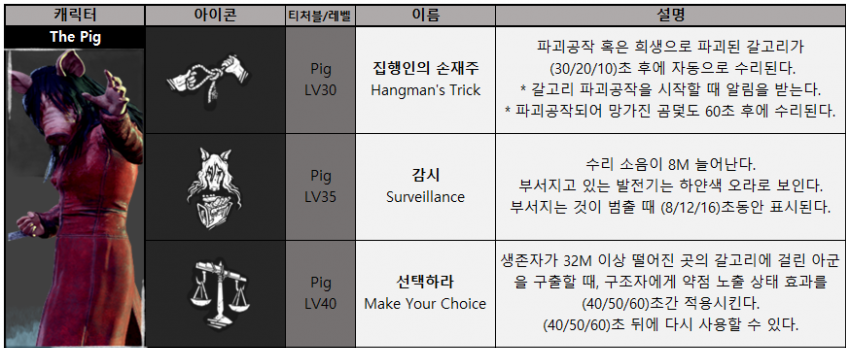 캐릭터 아이콘 티처블/레벨 이름 설명
The Pig
Pig
LV30
집행인의 손재주
Hangman's Trick
파괴공작 혹은 희생으로 파괴된 갈고리가
(30/20/10)초 후에 자동으로 수리된다.
* 갈고리 파괴공작을 시작할 때 알림을 받는다.
* 파괴공작되어 망가진 곰덫도 60초 후에 수리된다.
Pig
LV35
감시
Surveillance
수리 소음이 8M 늘어난다.
부서지고 있는 발전기는 하얀색 오라로 보인다.
부서지는 것이 멈출 때 (8/12/16)초동안 표시된다.
Pig
LV40
선택하라
Make Your Choice
생존자가 32M 이상 떨어진 곳의 갈고리에 걸린 아군
을 구출할 때, 구조자에게 약점 노출 상태 효과를
(40/50/60)초간 적용시킨다.
(40/50/60)초 뒤에 다시 사용할 수 있다.